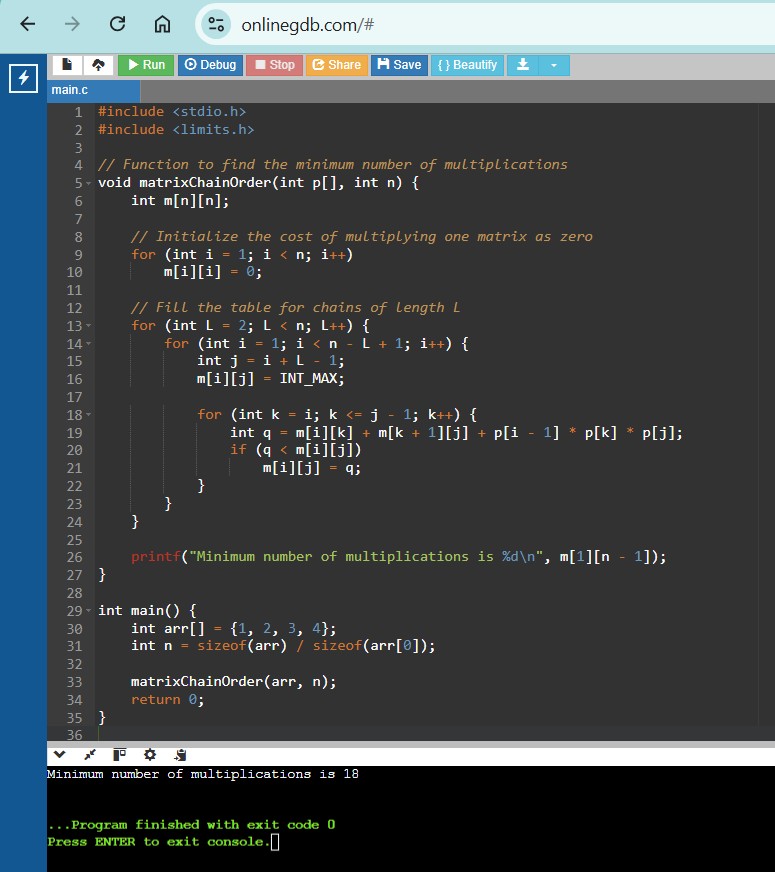 onlinegdb.com/#
Run Debug Stop Share Save { } Beautify
main.c
1 #include <stdio.h>
2 #include <limits.h>
3
4 // Function to find the minimum number of multiplications
5 void matrixChainOrder(int p[], int n) {
6     int m[n][n];
7
8     // Initialize the cost of multiplying one matrix as zero
9     for (int i = 1; i < n; i++)
10         m[i][i] = 0;
11
12     // Fill the table for chains of length L
13     for (int L = 2; L < n; L++) {
14         for (int i = 1; i < n - L + 1; i++) {
15             int j = i + L - 1;
16             m[i][j] = INT_MAX;
17
18             for (int k = i; k <= j - 1; k++) {
19                 int q = m[i][k] + m[k + 1][j] + p[i - 1] * p[k] * p[j];
20                 if (q < m[i][j])
21                     m[i][j] = q;
22             }
23         }
24     }
25
26     printf("Minimum number of multiplications is %d\n", m[1][n - 1]);
27 }
28
29 int main() {
30     int arr[] = {1, 2, 3, 4};
31     int n = sizeof(arr) / sizeof(arr[0]);
32
33     matrixChainOrder(arr, n);
34     return 0;
35 }
36
Minimum number of multiplications is 18
...Program finished with exit code 0
Press ENTER to exit console.